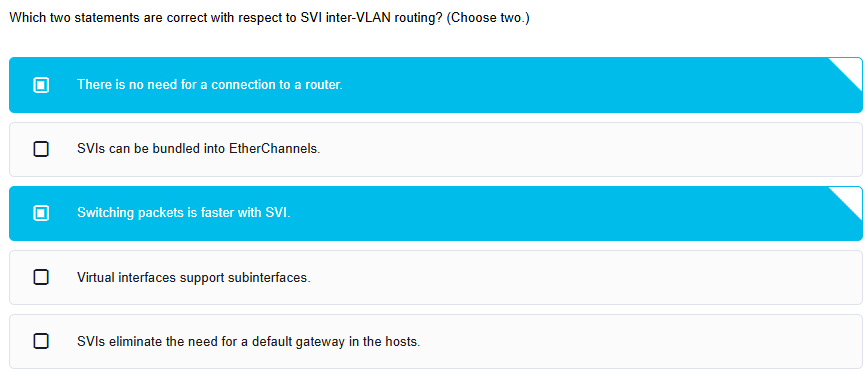 Which two statements are correct with respect to SVI inter-VLAN routing? (Choose two.)
There is no need for a connection to a router.
SVIs can be bundled into EtherChannels.
Switching packets is faster with SVI.
Virtual interfaces support subinterfaces.
SVIs eliminate the need for a default gateway in the hosts.